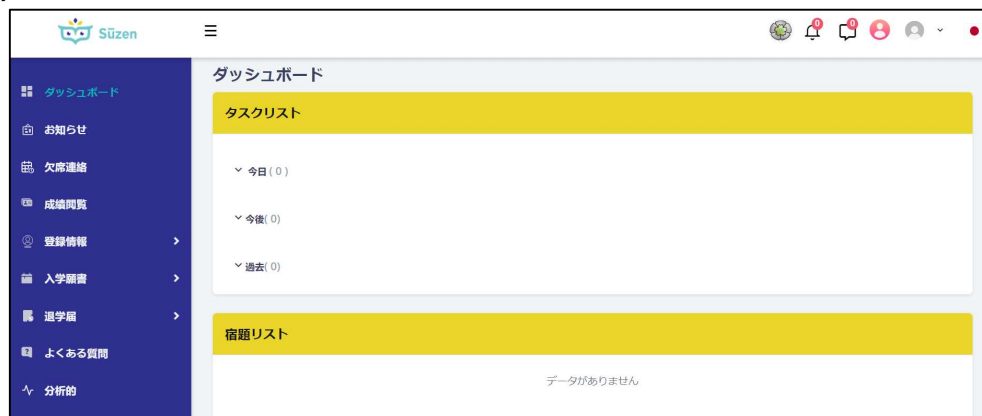 Süzen
0
0
ダッシュボード
お知らせ
欠席連絡
成績閲覧
登録情報
入学願書
退学届
よくある質問
分析的
ダッシュボード
タスクリスト
今日 ( 0 )
今後( 0)
過去( 0)
宿題リスト
データがありません